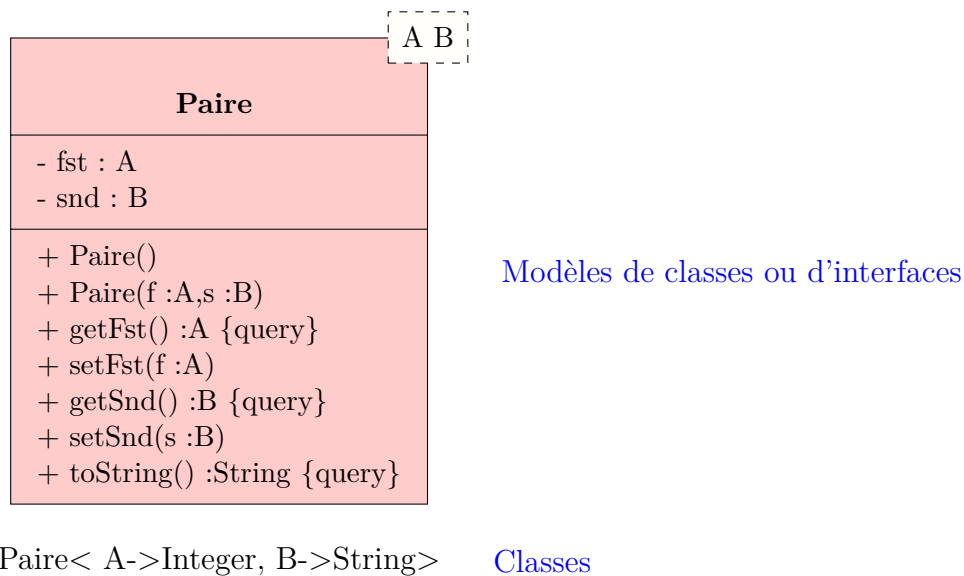 A B
Paire
- fst : A
- snd : B
+ Paire()
+ Paire(f :A,s :B)
+ getFst() :A {query}
+ setFst(f :A)
+ getSnd() :B {query}
+ setSnd(s :B)
+ toString() :String {query}
Modèles de classes ou d'interfaces
Paire< A->Integer, B->String>
Classes